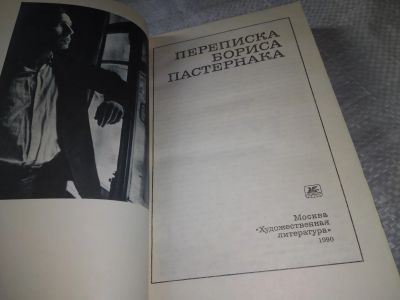 ПЕРЕПИСКА
БОРИСА
ПАСТЕРНАКА
Москва
«Художественная
литература»
1990